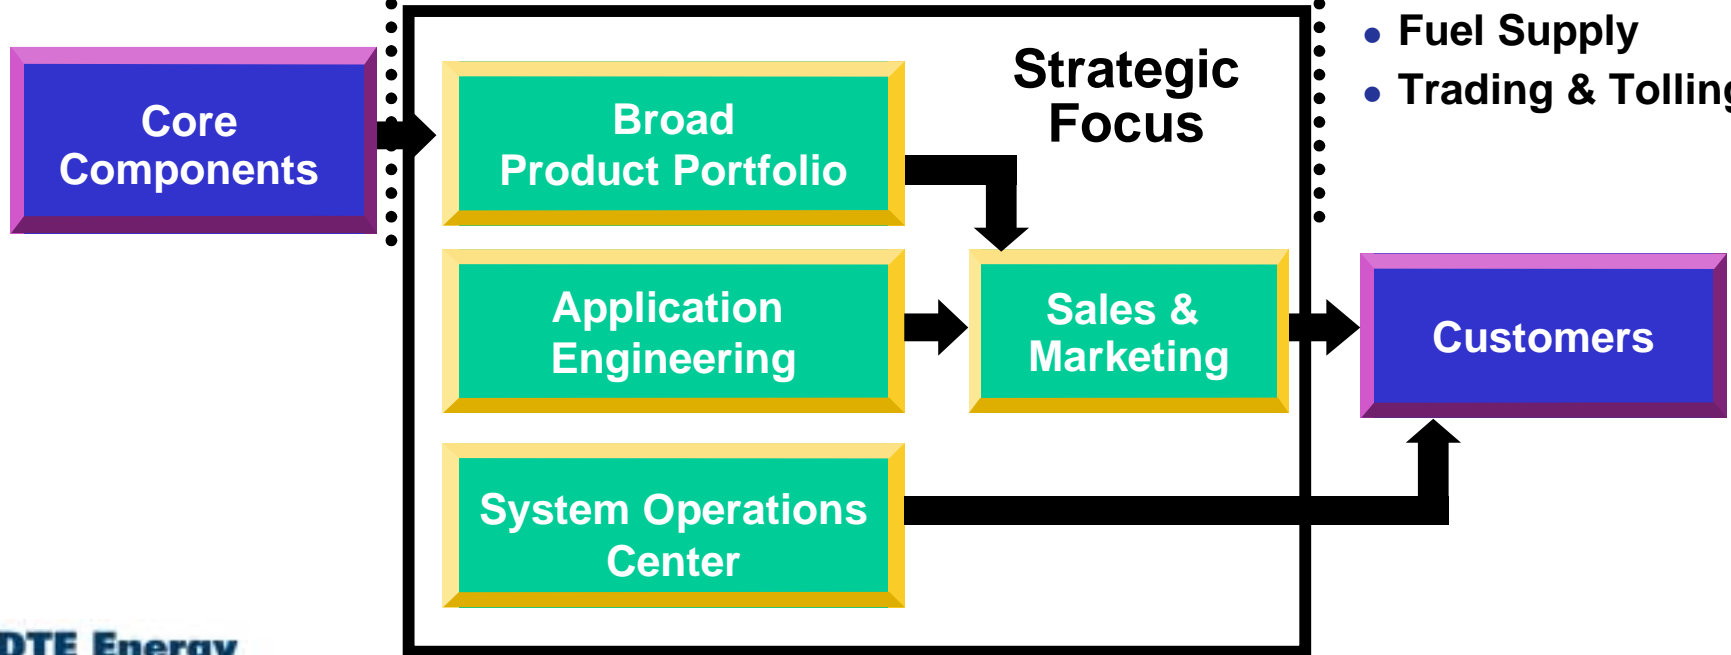 Core
Components
Broad
Product Portfolio
Application
Engineering
System Operations
Center
Strategic
Focus
Sales &
Marketing
• Fuel Supply
• Trading & Tolling
Customers
DTE Energy